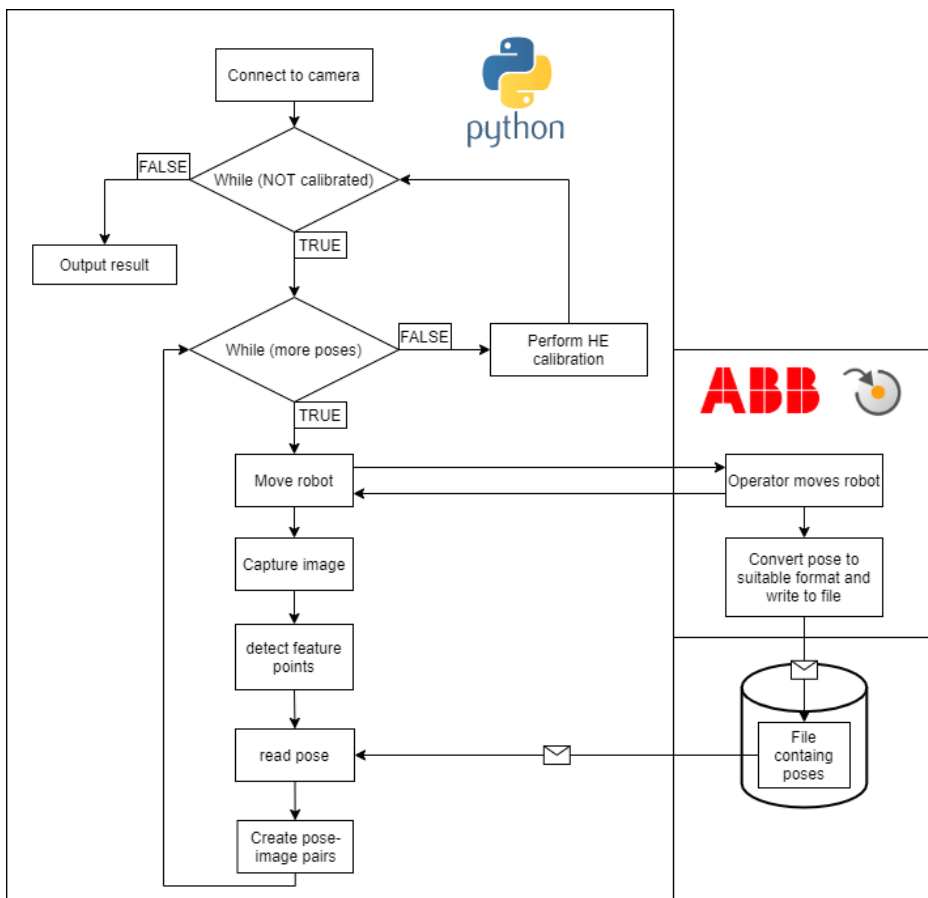 Connect to camera
python
FALSE
While (NOT calibrated)
TRUE
Output result
While (more poses)
FALSE
Perform HE
calibration
TRUE
ABB
Move robot
Operator moves robot
Capture image
Convert pose to
suitable format and
write to file
detect feature
points
read pose
File
containg
poses
Create pose-
image pairs